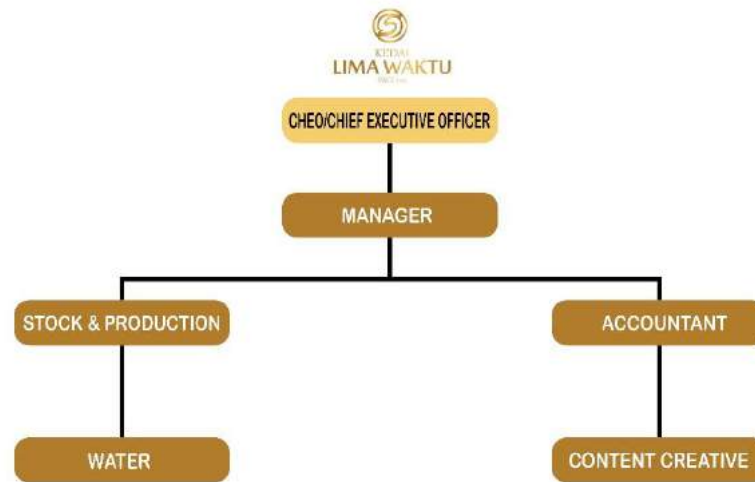 KEDAI
LIMA WAKTU
CHEO/CHIEF EXECUTIVE OFFICER
MANAGER
STOCK & PRODUCTION
ACCOUNTANT
WATER
CONTENT CREATIVE